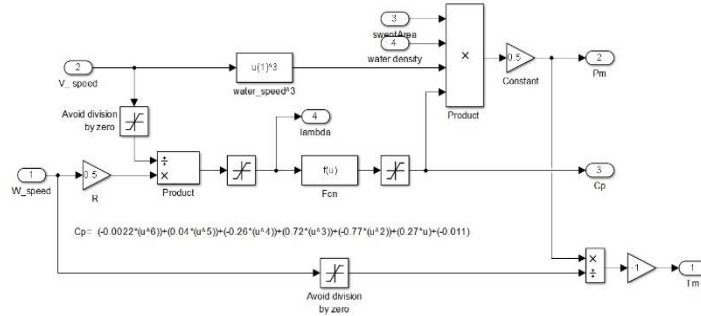 3
sweptArea
4
water density
2
V_ speed
u(1)^3
water_speed^3
×
Product
0.5
Constant
2
Pm
Avoid division
by zero
4
lambda
÷
×
Product
1
W_speed
0.5
R
f(u)
Fcn
3
Cp
Cp= (-0.0022*(u^6))+(0.04*(u^5))+(-0.26*(u^4))+(0.72*(u^3))+(-0.77*(u^2))+(0.27*u)+(-0.011)
×
÷
-1
1
Tm
Avoid division
by zero